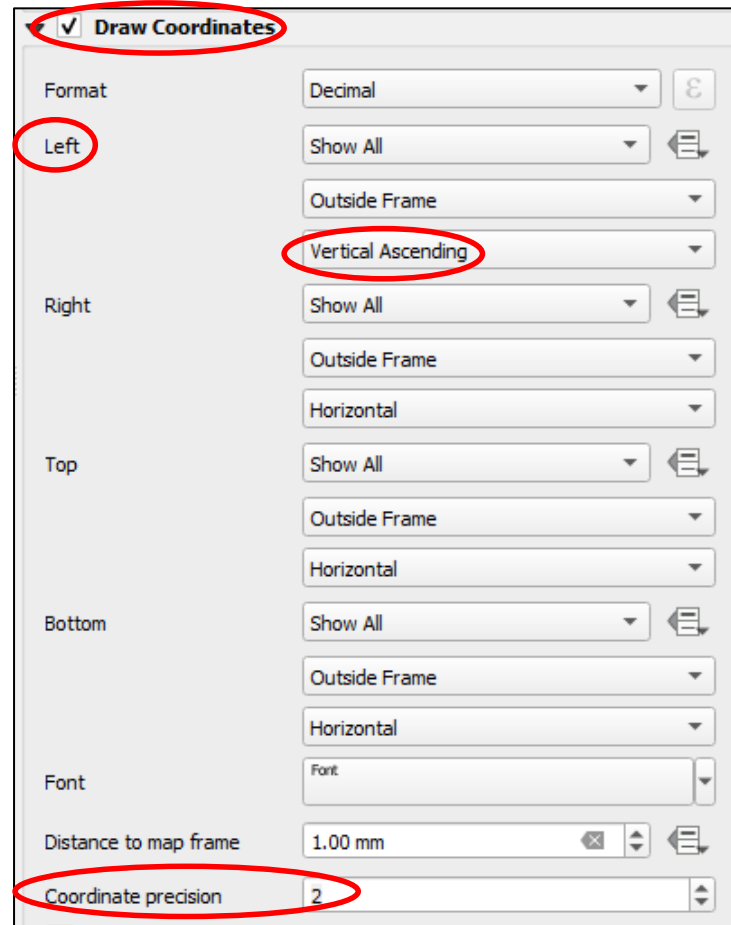 Draw Coordinates
Format Decimal ε
Left Show All
Outside Frame
Vertical Ascending
Right Show All
Outside Frame
Horizontal
Top Show All
Outside Frame
Horizontal
Bottom Show All
Outside Frame
Horizontal
Font Font
Distance to map frame 1.00 mm
Coordinate precision 2